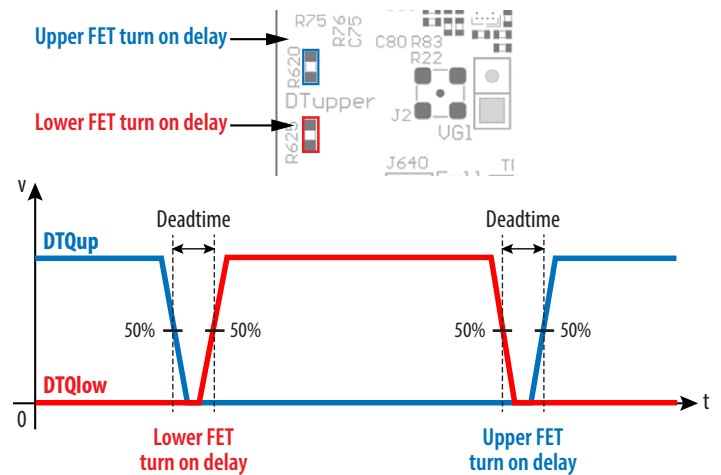 Upper FET turn on delay
Lower FET turn on delay
R75
R76
C75
C80 R83
R22
R620
DTupper
R625
J2
VG1
J640
v
Deadtime
Deadtime
DTQup
50%
50%
50%
50%
DTQlow
0
t
Lower FET
turn on delay
Upper FET
turn on delay